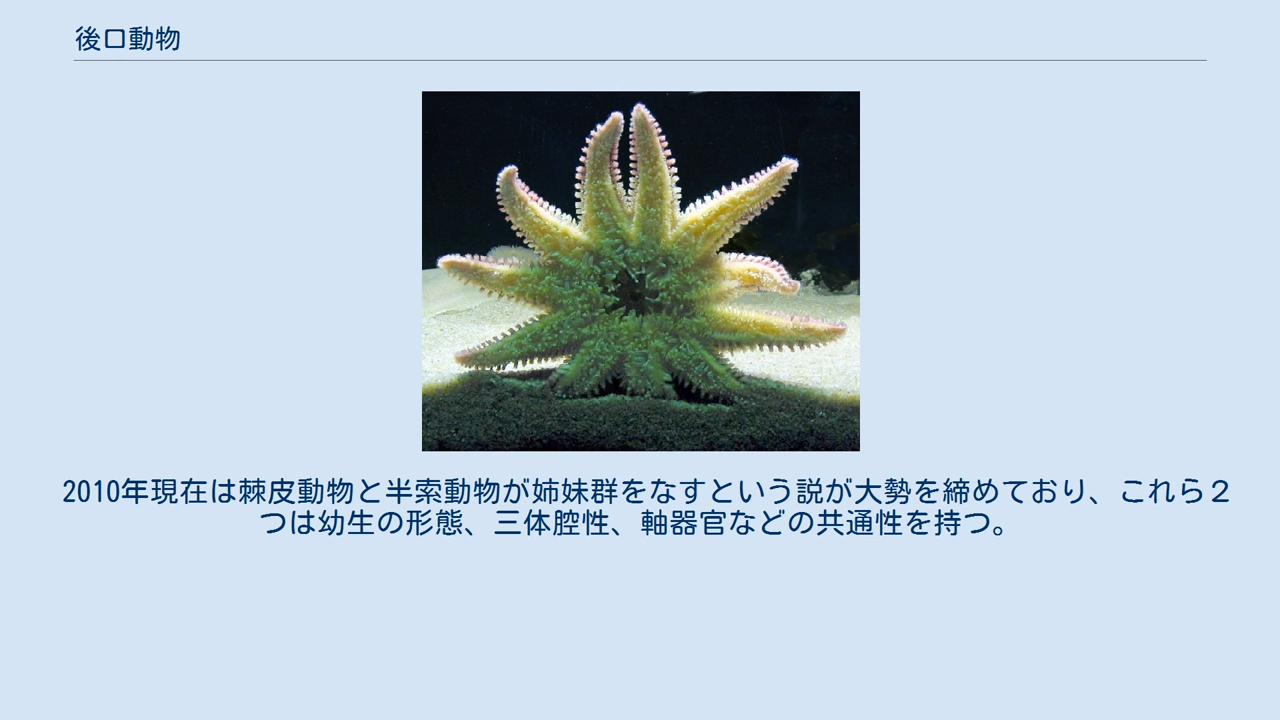 後口動物
2010年現在は棘皮動物と半索動物が姉妹群をなすという説が大勢を締めており、これら２
つは幼生の形態、三体腔性、軸器官などの共通性を持つ。